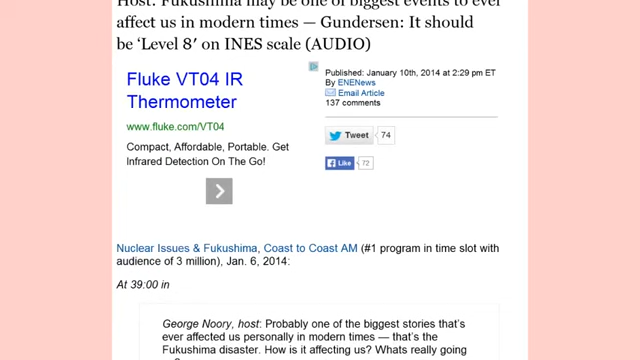 Host: Fukushima may be one of biggest events to ever
affect us in modern times — Gundersen: It should
be ‘Level 8′ on INES scale (AUDIO)
Fluke VT04 IR
Thermometer
www.fluke.com/VT04
Compact, Affordable, Portable. Get
Infrared Detection On The Go!
Published: January 10th, 2014 at 2:29 pm ET
By ENENews
Email Article
137 comments
Tweet 74
Like 72
Nuclear Issues & Fukushima, Coast to Coast AM (#1 program in time slot with
audience of 3 million), Jan. 6, 2014:
At 39:00 in
George Noory, host: Probably one of the biggest stories that’s
ever affected us personally in modern times — that’s the
Fukushima disaster. How is it affecting us? Whats really going